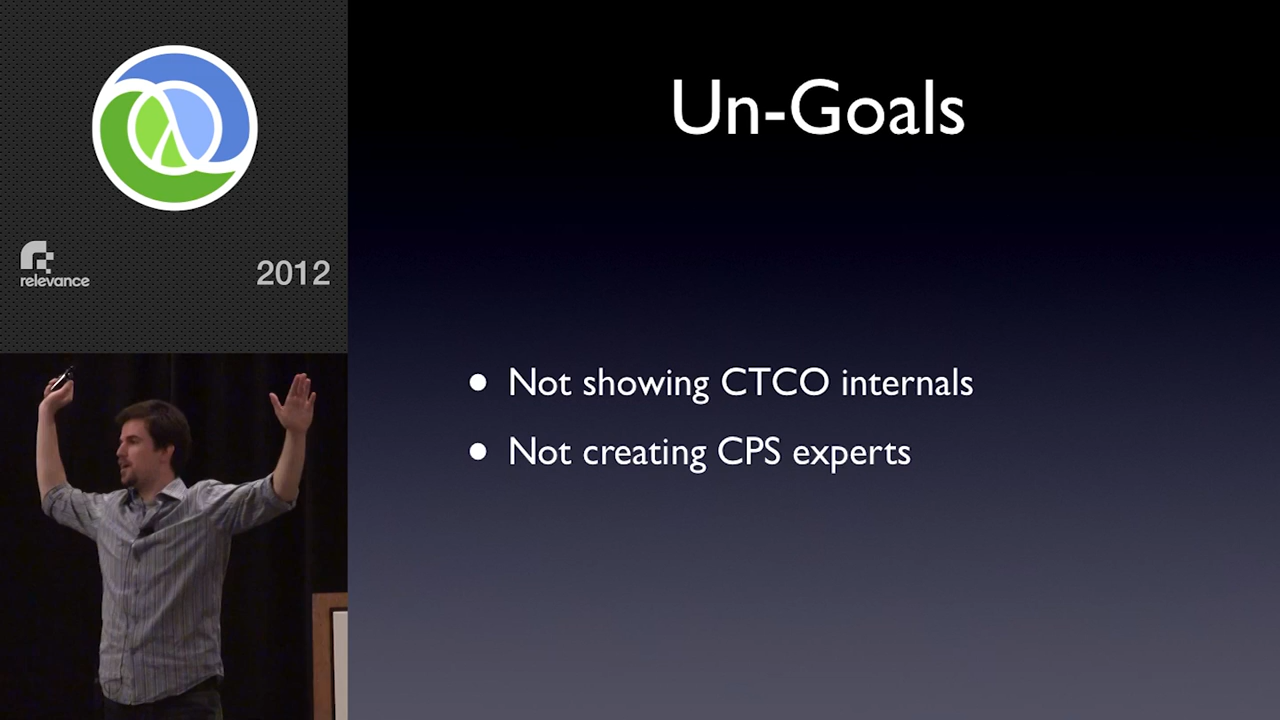 relevance
2012
Un-Goals
• Not showing CTCO internals
• Not creating CPS experts